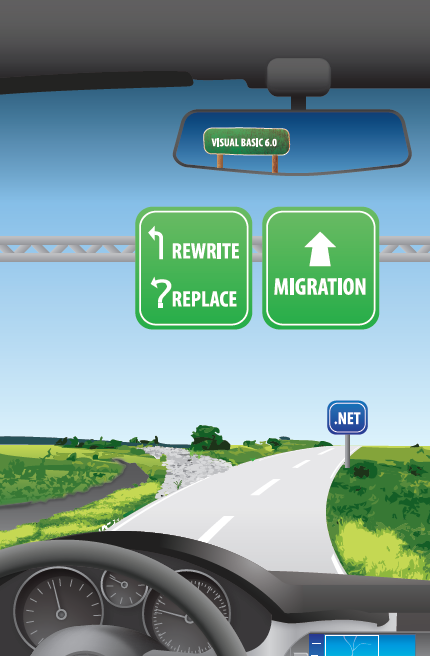 VISUAL BASIC 6.0
REWRITE
REPLACE
MIGRATION
.NET